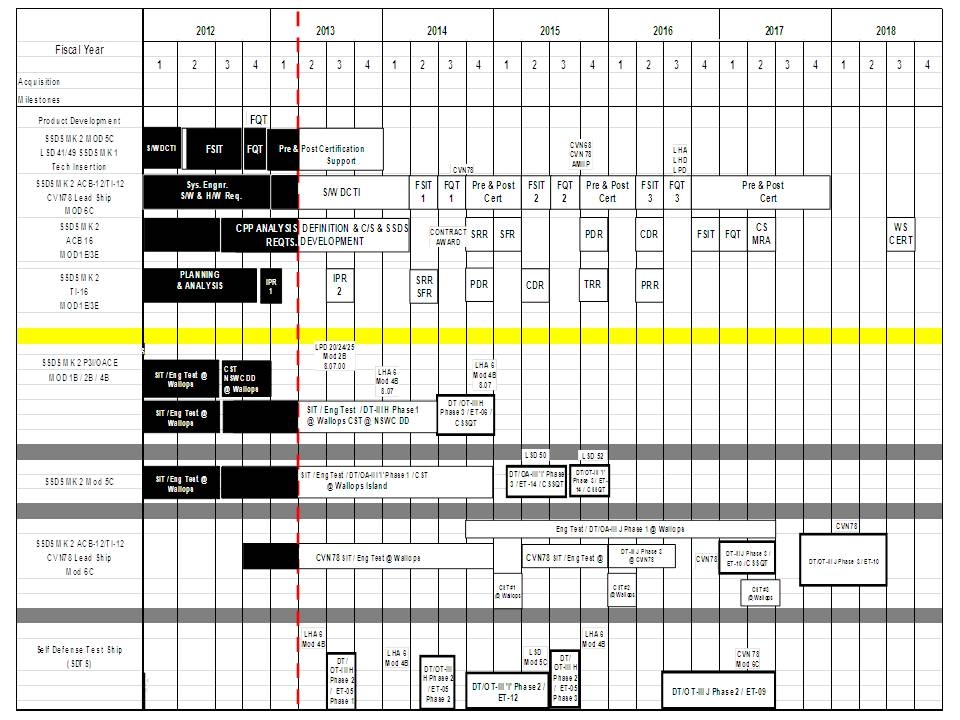 2012 2013 2014 2015 2016 2017 2018
Fiscal Year
1 2 3 4 1 2 3 4 1 2 3 4 1 2 3 4 1 2 3 4 1 2 3 4 1 2 3 4
Acquisition
Milestones
Product Development
FQT
SSDS MK 2 MOD 5C
LSD 41/49 SSDS MK 1
Tech Insertion
S/W DCTI
FSIT
FQT
Pre & Post Certification
Support
CVN78
CVN68
CVN 78
AMIIP
LHA
LHD
LPD
SSDS MK 2 ACB-12/TI-12
CVN78 Lead Ship
MOD 6C
Sys. Engnr.
S/W & H/W Req.
S/W DCTI
FSIT
1
FQT
1
Pre & Post
Cert
FSIT
2
FQT
2
Pre & Post
Cert
FSIT
3
FQT
3
Pre & Post
Cert
SSDS MK 2
ACB 16
MOD 1E/3E
CPP ANALYSIS DEFINITION & C/S & SSDS
REQTS. DEVELOPMENT
CONTRACT
AWARD
SRR
SFR
PDR
CDR
FSIT
FQT
CS
MRA
WS
CERT
SSDS MK 2
TI-16
MOD 1E/3E
PLANNING
& ANALYSIS
IPR
1
IPR
2
SRR
SFR
PDR
CDR
TRR
PRR
SSDS MK 2 P3I/OACE
MOD 1B / 2B / 4B
SIT / Eng Test @
Wallops
CST
NSWC DD
@ Wallops
LPD 20/24/25
Mod 2B
8.07.00
LHA 6
Mod 4B
8.07
LHA 6
Mod 4B
8.07
SIT / Eng Test @
Wallops
SIT / Eng Test / DT-IIIH Phase 1
@ Wallops CST @ NSWC DD
DT /OT-IIIH
Phase 3 / ET-06 /
CSSQT
LSD 50
LSD 52
SSDS MK 2 Mod 5C
SIT / Eng Test @
Wallops
SIT / Eng Test / DT/OA-III'I' Phase 1 / CST
@ Wallops Island
DT/OA-III'I' Phase
3 / ET-14 / CSSQT
DT/OT-III 'I'
Phase 3 / ET-
14 / CSSQT
Eng Test / DT/OA-III J Phase 1 @ Wallops
CVN78
SSDS MK 2 ACB-12/TI-12
CVN78 Lead Ship
Mod 6C
CVN78 SIT / Eng Test @ Wallops
CVN78 SIT / Eng Test @
DT-III J Phase 3
@ CVN78
CVN78
DT-III J Phase 3 /
ET-10 / CSSQT
DT/OT-III J Phase 3 / ET-10
CIT #1
@ Wallops
CIT #2
@ Wallops
CIT #3
@ Wallops
Self Defense Test Ship
(SDTS)
LHA 6
Mod 4B
DT/
OT-III H
Phase 2
/ ET-05
Phase 1
LHA 6
Mod 4B
DT/OT-III
H Phase 2
/ ET-05
Phase 2
LSD
Mod 5C
DT/OT-III 'I' Phase 2 /
ET-12
LHA 6
Mod 4B
DT/
OT-III H
Phase 2
/ ET-05
Phase 3
CVN 78
Mod 6C
DT/OT-III J Phase 2 / ET-09